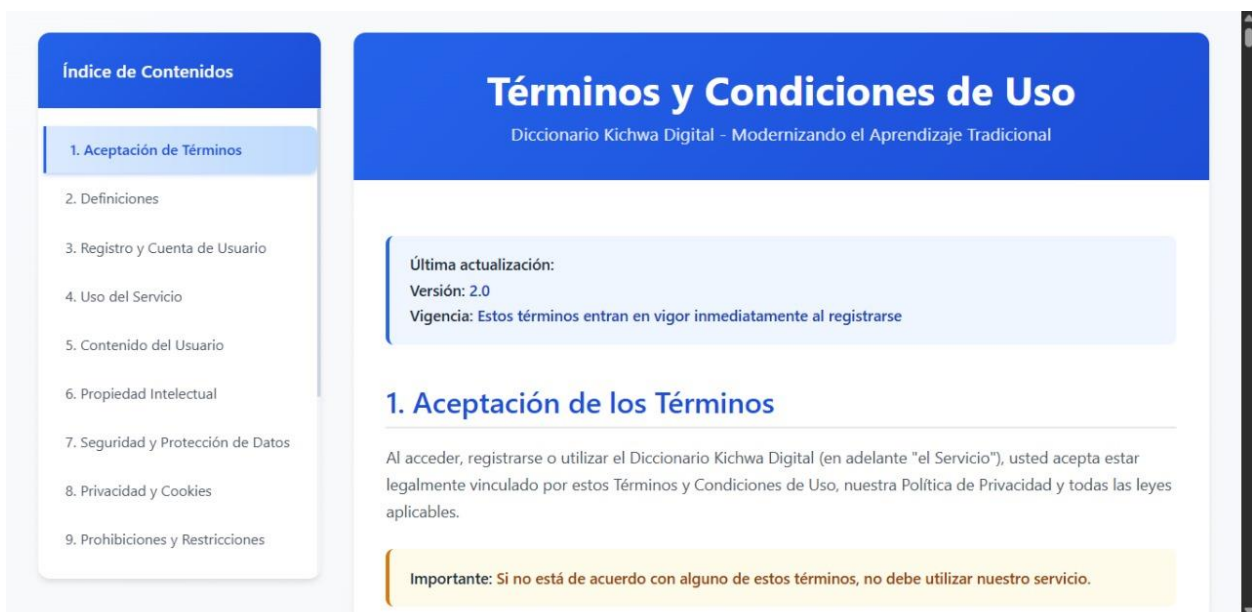 Índice de Contenidos
1. Aceptación de Términos
2. Definiciones
3. Registro y Cuenta de Usuario
4. Uso del Servicio
5. Contenido del Usuario
6. Propiedad Intelectual
7. Seguridad y Protección de Datos
8. Privacidad y Cookies
9. Prohibiciones y Restricciones
Términos y Condiciones de Uso
Diccionario Kichwa Digital - Modernizando el Aprendizaje Tradicional
Última actualización:
Versión: 2.0
Vigencia: Estos términos entran en vigor inmediatamente al registrarse
1. Aceptación de los Términos
Al acceder, registrarse o utilizar el Diccionario Kichwa Digital (en adelante "el Servicio"), usted acepta estar
legalmente vinculado por estos Términos y Condiciones de Uso, nuestra Política de Privacidad y todas las leyes
aplicables.
Importante: Si no está de acuerdo con alguno de estos términos, no debe utilizar nuestro servicio.